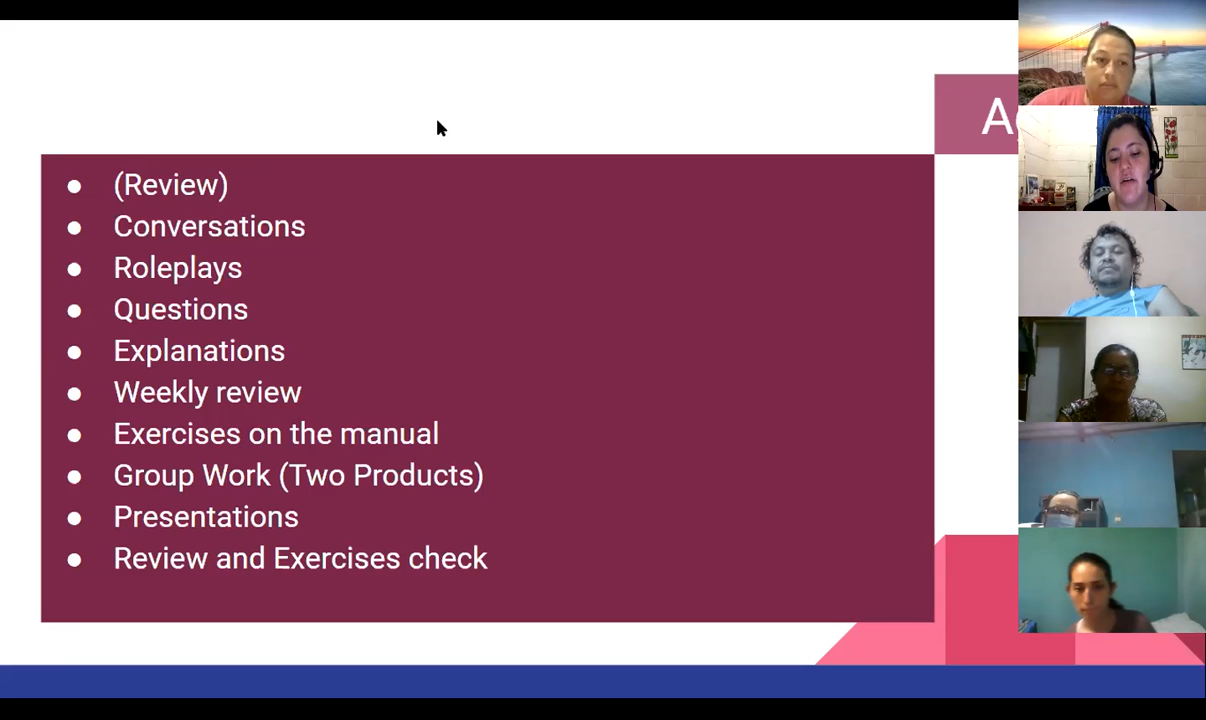 (Review)
Conversations
Roleplays
Questions
Explanations
Weekly review
Exercises on the manual
Group Work (Two Products)
Presentations
Review and Exercises check